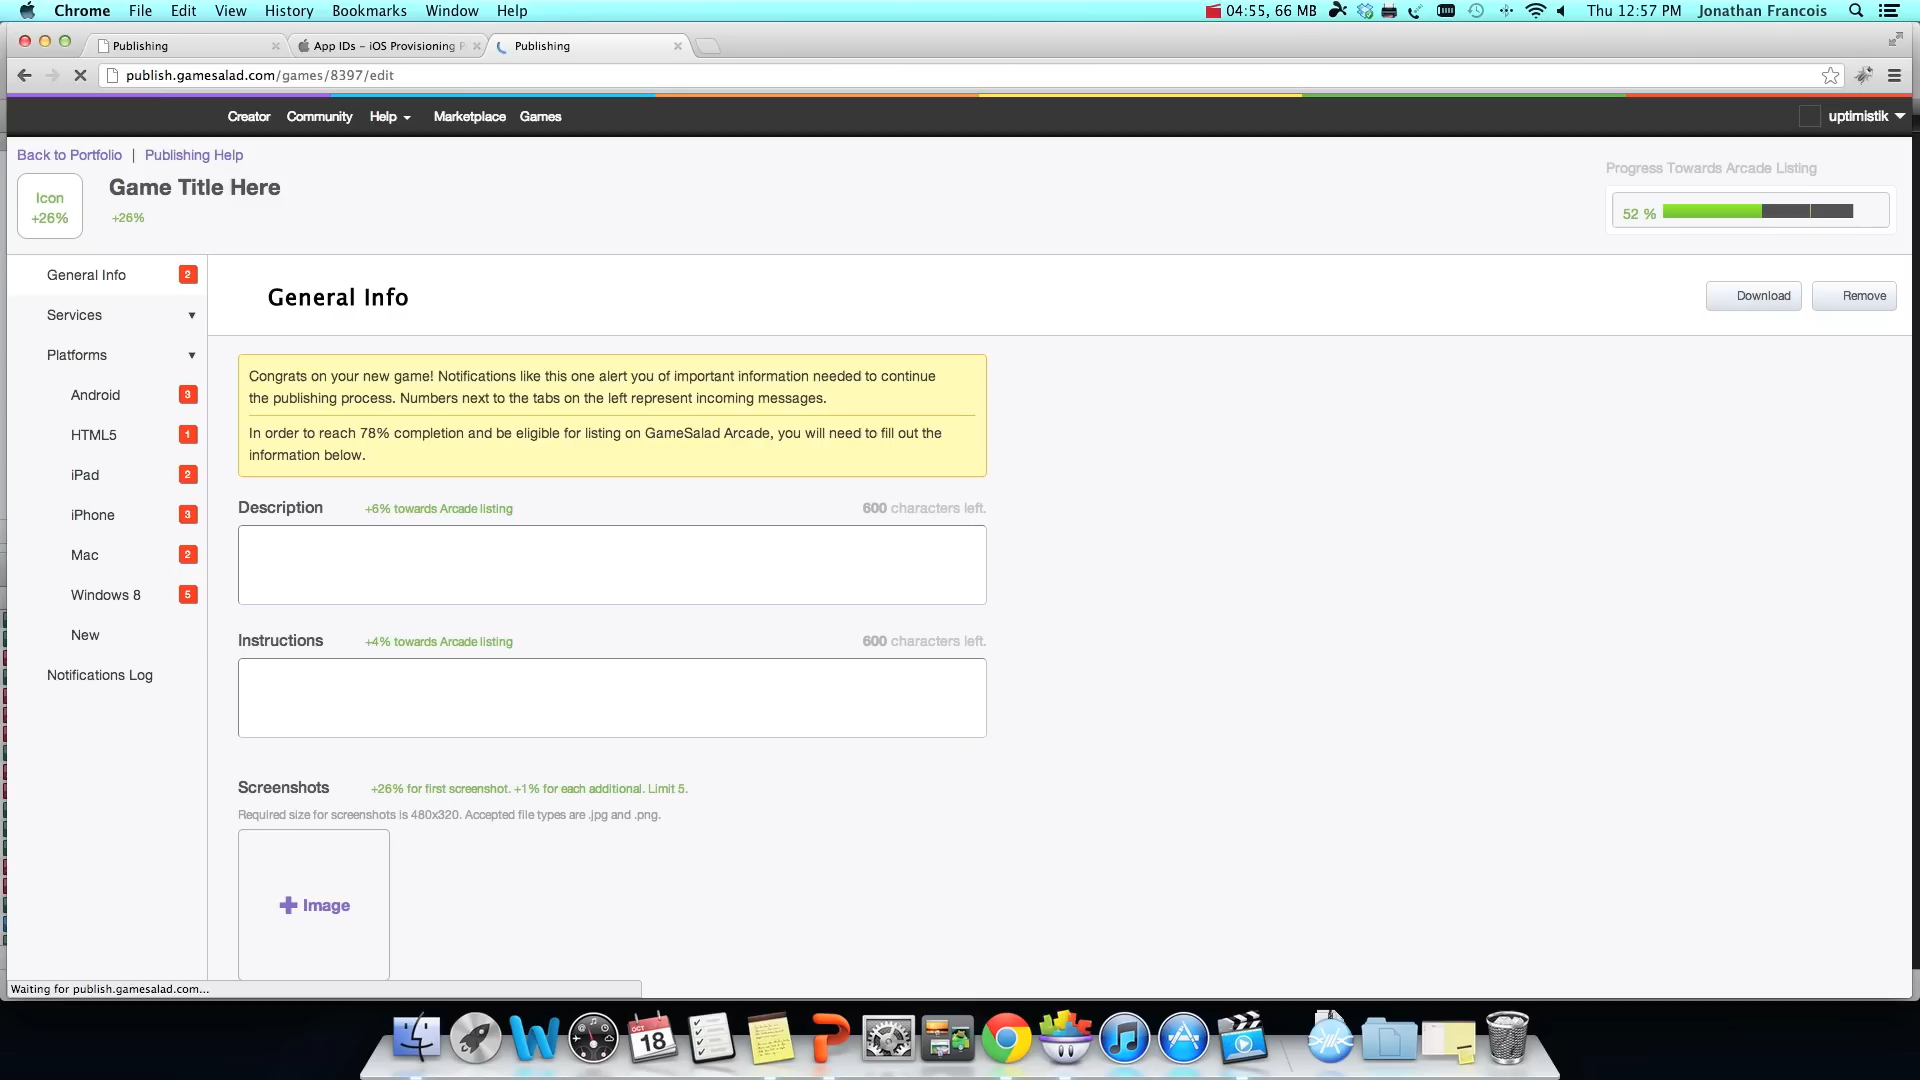 Chrome File Edit View History Bookmarks Window Help 04:55, 66 MB Thu 12:57 PM Jonathan Francois
Publishing App IDs – iOS Provisioning P Publishing
publish.gamesalad.com/games/8397/edit
Creator Community Help Marketplace Games uptimistik
Back to Portfolio | Publishing Help
Progress Towards Arcade Listing
Icon
+26%
Game Title Here
+26%
52 %
General Info 2
Services
Platforms
Android 3
HTML5 1
iPad 2
iPhone 3
Mac 2
Windows 8 5
New
Notifications Log
General Info
Download Remove
Congrats on your new game! Notifications like this one alert you of important information needed to continue
the publishing process. Numbers next to the tabs on the left represent incoming messages.
In order to reach 78% completion and be eligible for listing on GameSalad Arcade, you will need to fill out the
information below.
Description +6% towards Arcade listing 600 characters left.
Instructions +4% towards Arcade listing 600 characters left.
Screenshots +26% for first screenshot. +1% for each additional. Limit 5.
Required size for screenshots is 480x320. Accepted file types are .jpg and .png.
Image
Waiting for publish.gamesalad.com...
OCT
18